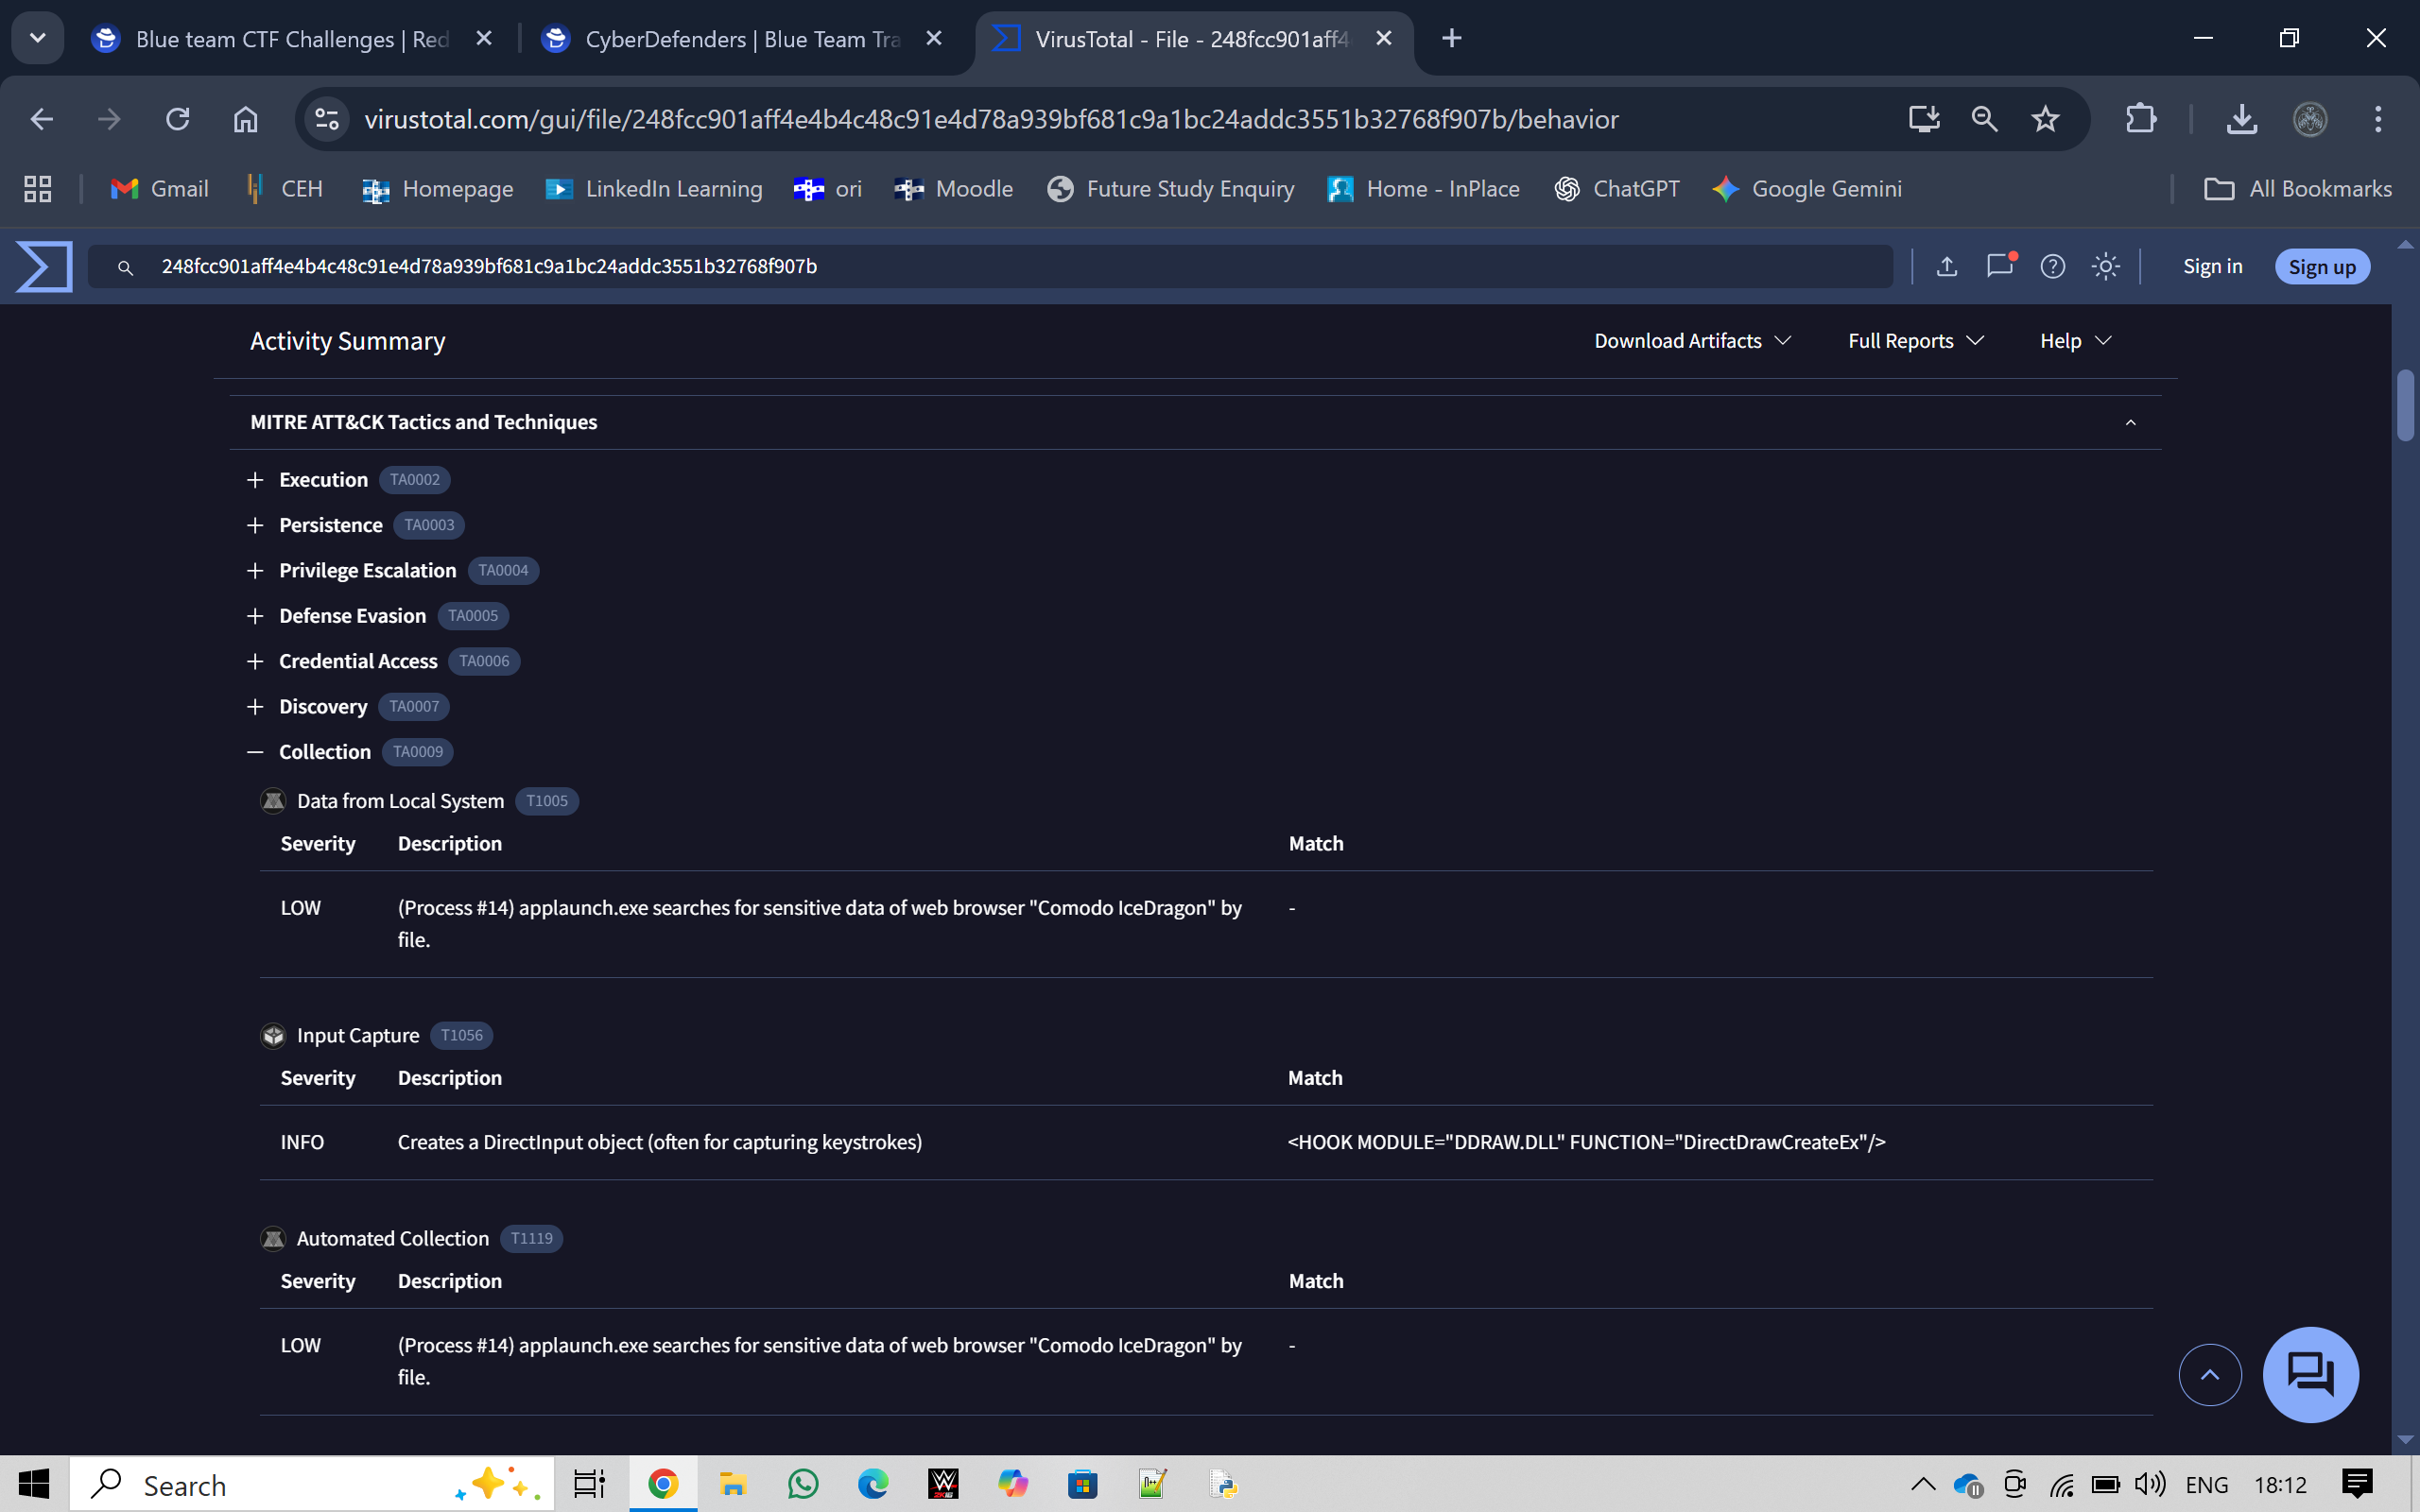 Blue team CTF Challenges | Red
CyberDefenders | Blue Team Tra
VirusTotal - File - 248fcc901aff4
virustotal.com/gui/file/248fcc901aff4e4b4c48c91e4d78a939bf681c9a1bc24addc3551b32768f907b/behavior
Gmail
CEH
Homepage
LinkedIn Learning
ori
Moodle
Future Study Enquiry
Home - InPlace
ChatGPT
Google Gemini
All Bookmarks
248fcc901aff4e4b4c48c91e4d78a939bf681c9a1bc24addc3551b32768f907b
Sign in
Sign up
Activity Summary
Download Artifacts
Full Reports
Help
MITRE ATT&CK Tactics and Techniques
Execution TA0002
Persistence TA0003
Privilege Escalation TA0004
Defense Evasion TA0005
Credential Access TA0006
Discovery TA0007
Collection TA0009
Data from Local System T1005
Severity Description Match
LOW (Process #14) applaunch.exe searches for sensitive data of web browser "Comodo IceDragon" by -
file.
Input Capture T1056
Severity Description Match
INFO Creates a DirectInput object (often for capturing keystrokes) <HOOK MODULE="DDRAW.DLL" FUNCTION="DirectDrawCreateEx"/>
Automated Collection T1119
Severity Description Match
LOW (Process #14) applaunch.exe searches for sensitive data of web browser "Comodo IceDragon" by -
file.
Search
ENG
18:12